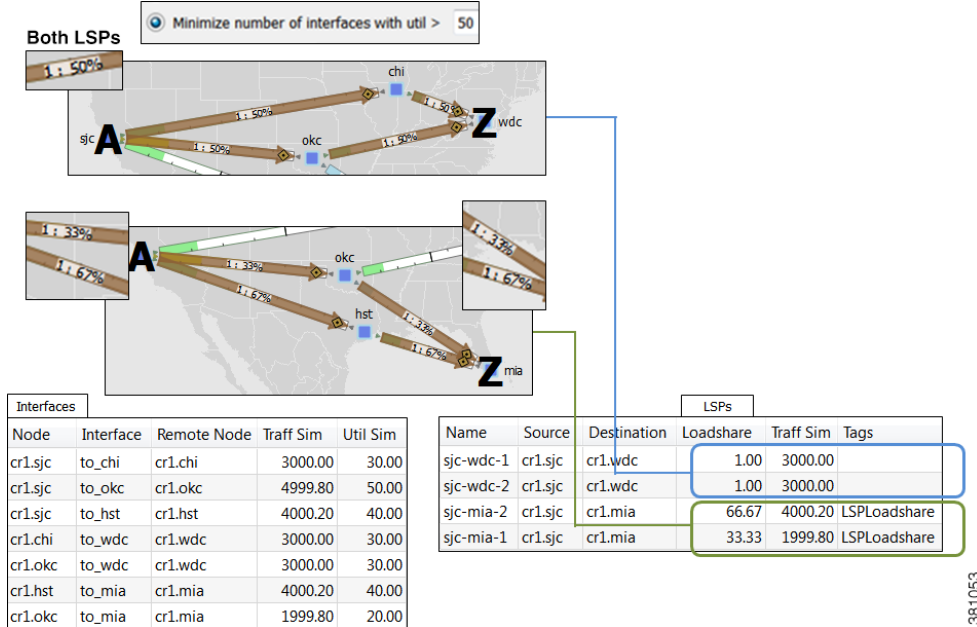 Minimize number of interfaces with util > 50
Both LSPs
1 : 50%
chi
1 : 50%
1 : 50%
sjc A
Z wdc
okc
1 : 50%
1 : 50%
1 : 33%
1 : 67%
1 : 33%
1 : 67%
A
okc
1 : 33%
1 : 67%
hst
1 : 33%
1 : 67%
Z mia
Interfaces
Node Interface Remote Node Traff Sim Util Sim
cr1.sjc to_chi cr1.chi 3000.00 30.00
cr1.sjc to_okc cr1.okc 4999.80 50.00
cr1.sjc to_hst cr1.hst 4000.20 40.00
cr1.chi to_wdc cr1.wdc 3000.00 30.00
cr1.okc to_wdc cr1.wdc 3000.00 30.00
cr1.hst to_mia cr1.mia 4000.20 40.00
cr1.okc to_mia cr1.mia 1999.80 20.00
LSPs
Name Source Destination Loadshare Traff Sim Tags
sjc-wdc-1 cr1.sjc cr1.wdc 1.00 3000.00
sjc-wdc-2 cr1.sjc cr1.wdc 1.00 3000.00
sjc-mia-2 cr1.sjc cr1.mia 66.67 4000.20 LSPLoadshare
sjc-mia-1 cr1.sjc cr1.mia 33.33 1999.80 LSPLoadshare
381053